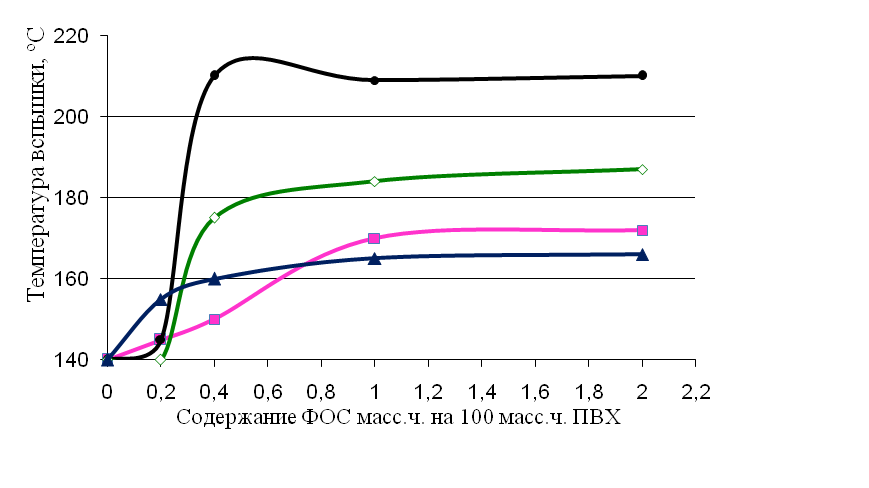 Температура вспышки, °С
220
200
180
160
140
0 0,2 0,4 0,6 0,8 1 1,2 1,4 1,6 1,8 2 2,2
Содержание ФОС масс.ч. на 100 масс.ч. ПВХ